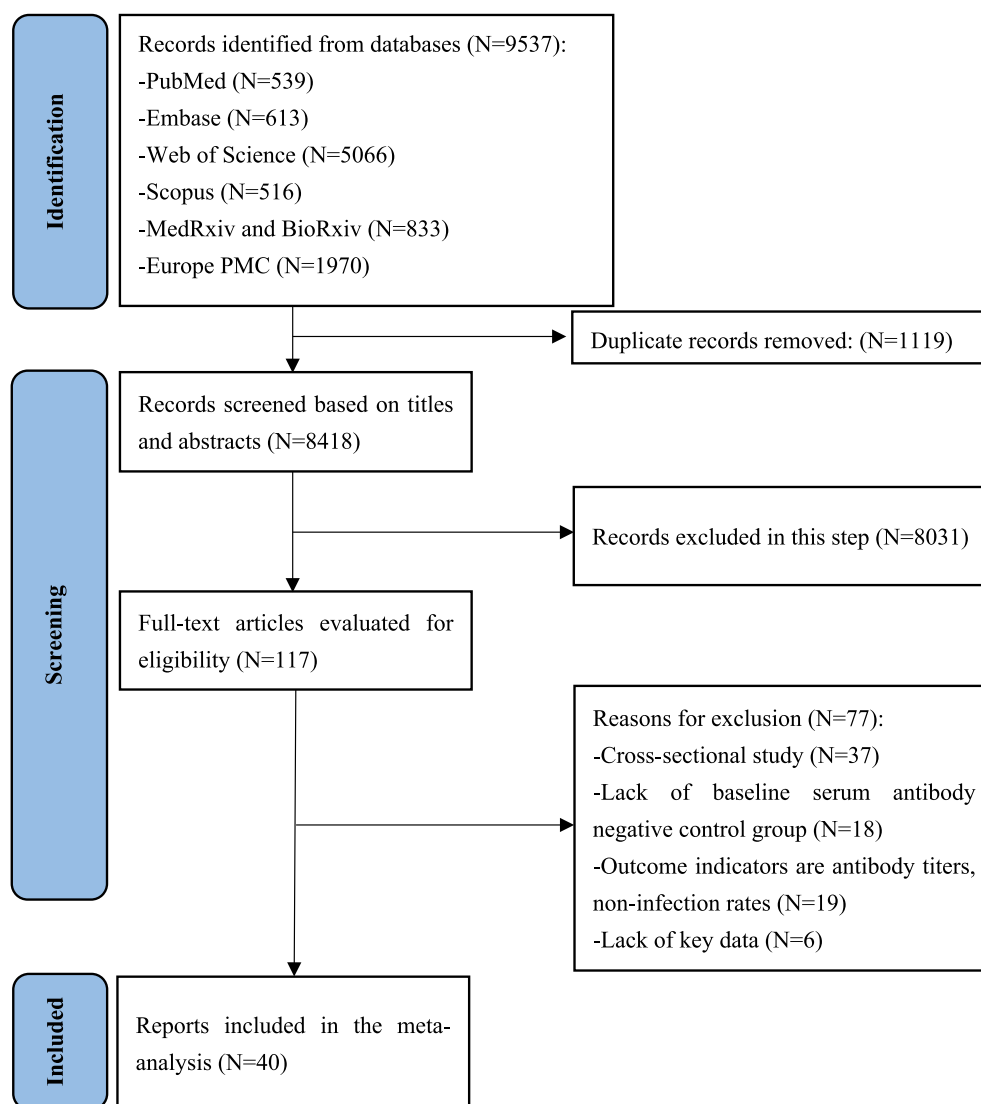 Identification
Records identified from databases (N=9537):
-PubMed (N=539)
-Embase (N=613)
-Web of Science (N=5066)
-Scopus (N=516)
-MedRxiv and BioRxiv (N=833)
-Europe PMC (N=1970)
Duplicate records removed: (N=1119)
Screening
Records screened based on titles
and abstracts (N=8418)
Records excluded in this step (N=8031)
Full-text articles evaluated for
eligibility (N=117)
Reasons for exclusion (N=77):
-Cross-sectional study (N=37)
-Lack of baseline serum antibody
negative control group (N=18)
-Outcome indicators are antibody titers,
non-infection rates (N=19)
-Lack of key data (N=6)
Included
Reports included in the meta-
analysis (N=40)